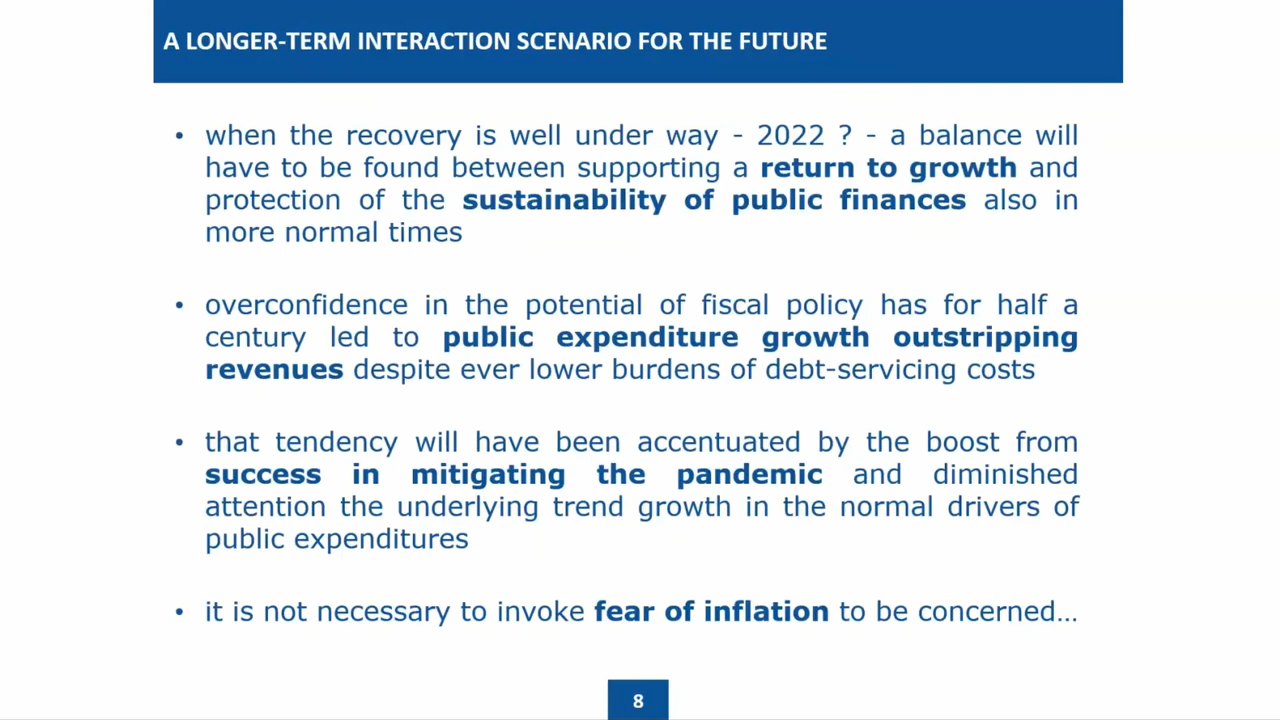 A LONGER-TERM INTERACTION SCENARIO FOR THE FUTURE
• when the recovery is well under way - 2022 ? - a balance will
have to be found between supporting a return to growth and
protection of the sustainability of public finances also in
more normal times
• overconfidence in the potential of fiscal policy has for half a
century led to public expenditure growth outstripping
revenues despite ever lower burdens of debt-servicing costs
• that tendency will have been accentuated by the boost from
success in mitigating the pandemic and diminished
attention the underlying trend growth in the normal drivers of
public expenditures
• it is not necessary to invoke fear of inflation to be concerned…
8